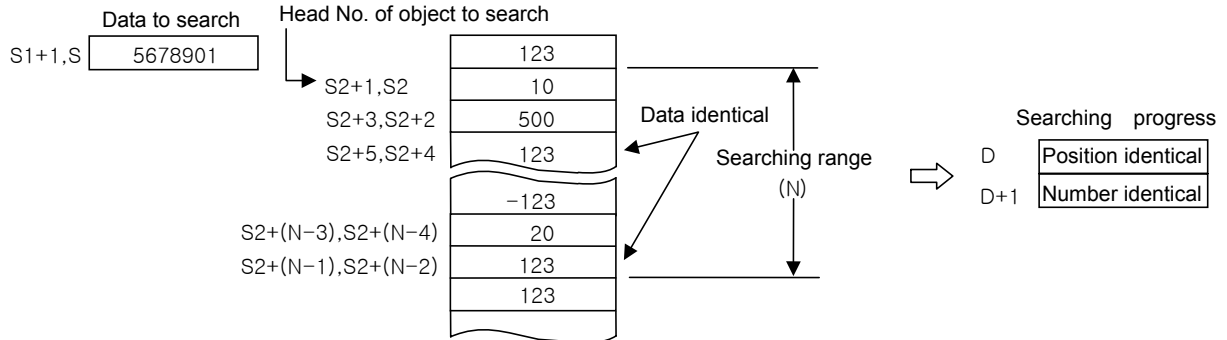 Data to search
Head No. of object to search
S1+1,S 5678901
123
S2+1,S2 10
S2+3,S2+2 500
S2+5,S2+4 123
Data identical
Searching range
(N)
Searching progress
D Position identical
D+1 Number identical
-123
S2+(N-3),S2+(N-4) 20
S2+(N-1),S2+(N-2) 123
123